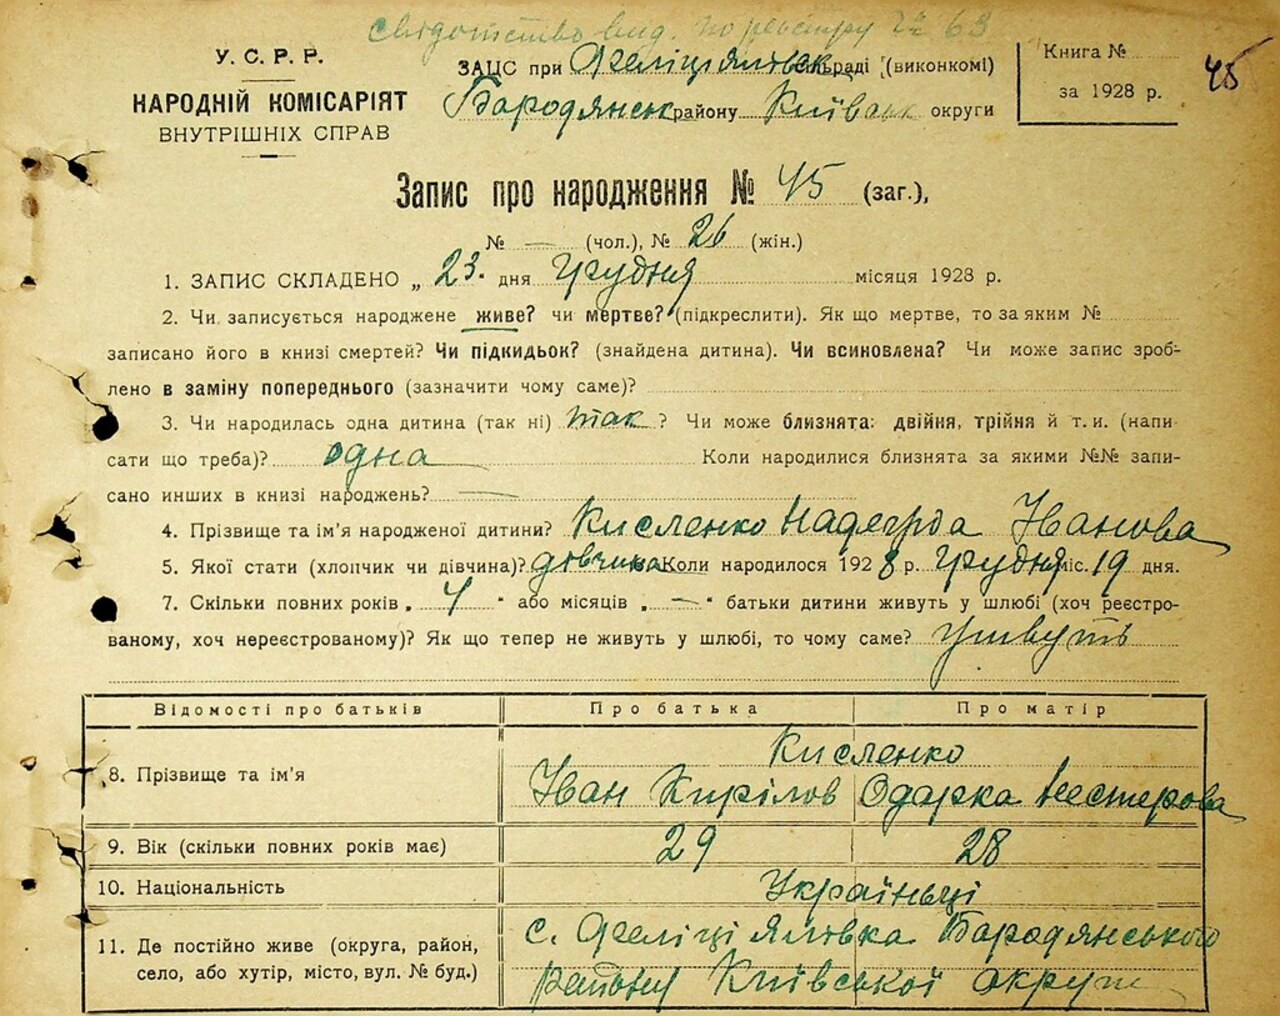 свідотство вид. по реєстру № 63
У. С. Р. Р.
НАРОДНІЙ КОМІСАРІЯТ
ВНУТРІШНІХ СПРАВ
ЗАЦС при сільраді (виконкомі)
Бародянськ району Київськ округи
Книга №
за 1928 р.
45
Запис про народження № 45 (заг.),
№ — (чол.), № 26 (жін.)
1. ЗАПИС СКЛАДЕНО „ 23 " дня грудня місяця 1928 р.
2. Чи записується народжене живе? чи мертве? (підкреслити). Як що мертве, то за яким №
записано його в книзі смертей? Чи підкидьок? (знайдена дитина). Чи всиновлена? Чи може запис зроб-
лено в заміну попереднього (зазначити чому саме)?
3. Чи народилась одна дитина (так ні) так ? Чи може близнята: двійня, трійня й т. и. (напи-
сати що треба)? одна Коли народилися близнята за якими №№ запи-
сано инших в книзі народжень? —
4. Прізвище та ім'я народженої дитини? Кисленко Надегрда Іванова
5. Якої стати (хлопчик чи дівчина)? дівчина Коли народилося 1928 р. грудня міс. 19 дня.
7. Скільки повних років „ 4 " або місяців „ — " батьки дитини живуть у шлюбі (хоч реєстро-
ваному, хоч нереєстрованому)? Як що тепер не живуть у шлюбі, то чому саме?
Відомості про батьків Про батька Про матір
Кисленко
8. Прізвище та ім'я Іван Кирілов Одарка Нестерова
9. Вік (скільки повних років має) 29 28
10. Національність Україньці
11. Де постійно живе (округа, район, с. Бародянського
село, або хутір, місто, вул. № буд.) району Київської округи